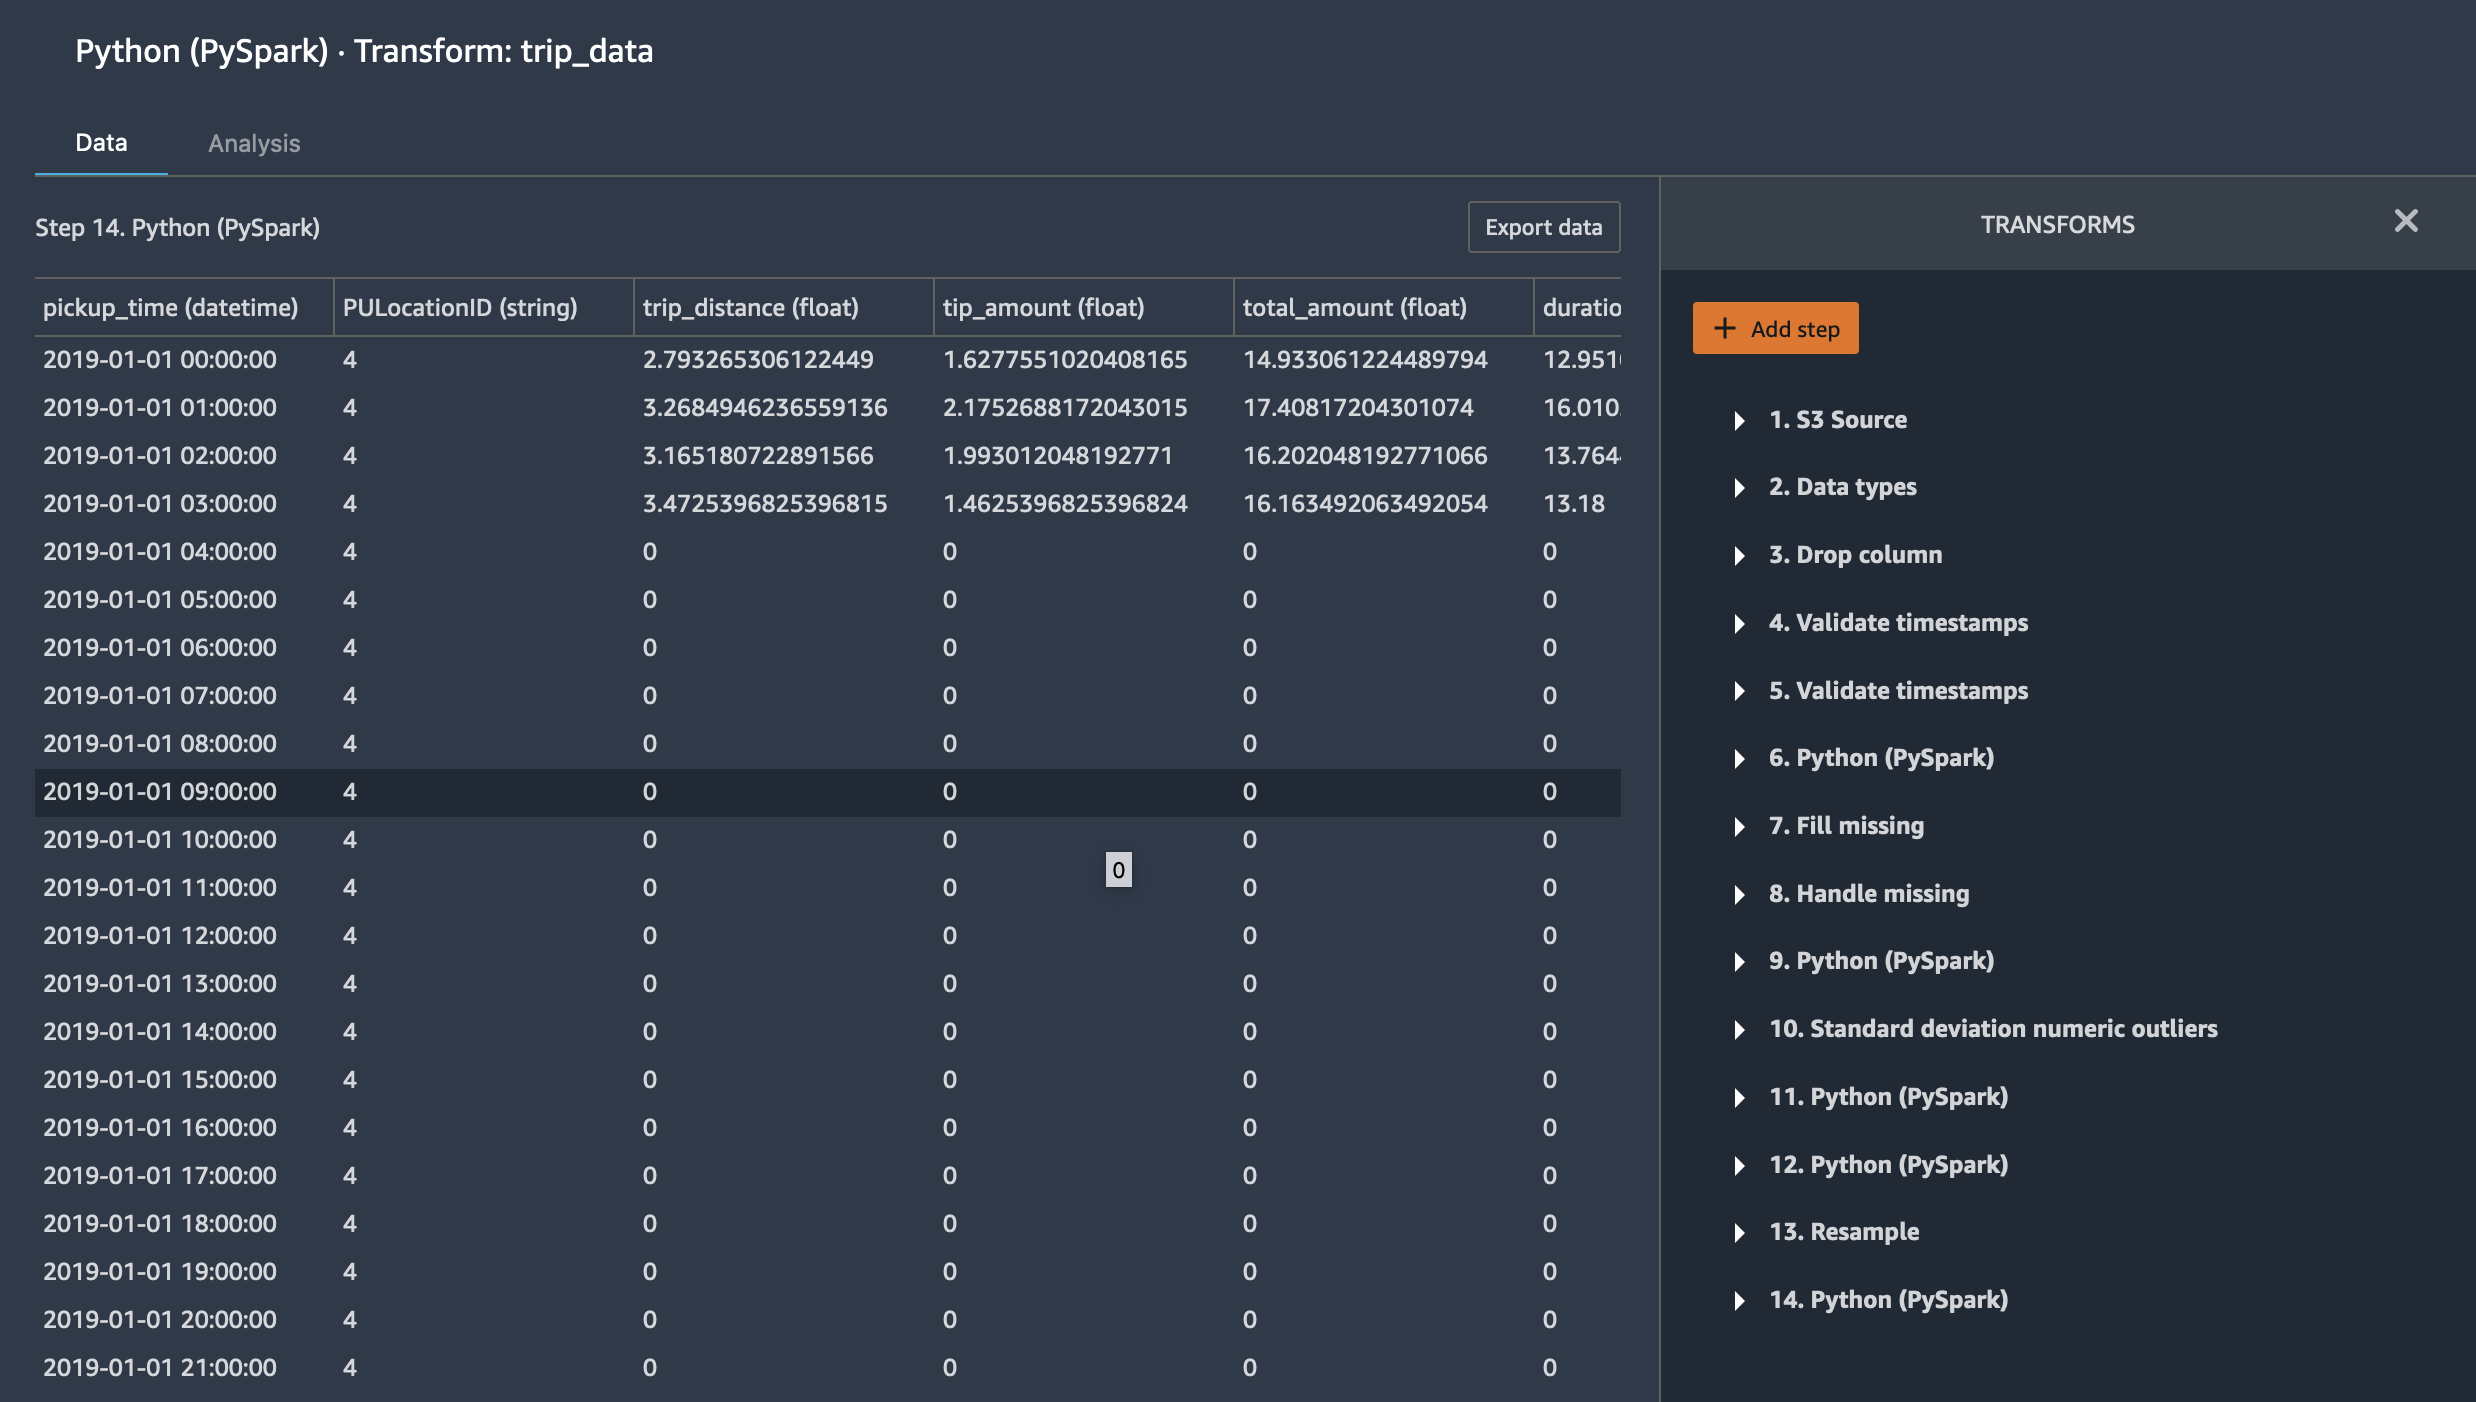 Python (PySpark) · Transform: trip_data
Data Analysis
Step 14. Python (PySpark)
Export data
pickup_time (datetime) PULocationID (string) trip_distance (float) tip_amount (float) total_amount (float) duratio
2019-01-01 00:00:00 4 2.793265306122449 1.6277551020408165 14.933061224489794 12.951
2019-01-01 01:00:00 4 3.2684946236559136 2.1752688172043015 17.40817204301074 16.010
2019-01-01 02:00:00 4 3.165180722891566 1.993012048192771 16.202048192771066 13.764
2019-01-01 03:00:00 4 3.4725396825396815 1.4625396825396824 16.163492063492054 13.18
2019-01-01 04:00:00 4 0 0 0 0
2019-01-01 05:00:00 4 0 0 0 0
2019-01-01 06:00:00 4 0 0 0 0
2019-01-01 07:00:00 4 0 0 0 0
2019-01-01 08:00:00 4 0 0 0 0
2019-01-01 09:00:00 4 0 0 0 0
2019-01-01 10:00:00 4 0 0 0 0
0
2019-01-01 11:00:00 4 0 0 0 0
2019-01-01 12:00:00 4 0 0 0 0
2019-01-01 13:00:00 4 0 0 0 0
2019-01-01 14:00:00 4 0 0 0 0
2019-01-01 15:00:00 4 0 0 0 0
2019-01-01 16:00:00 4 0 0 0 0
2019-01-01 17:00:00 4 0 0 0 0
2019-01-01 18:00:00 4 0 0 0 0
2019-01-01 19:00:00 4 0 0 0 0
2019-01-01 20:00:00 4 0 0 0 0
2019-01-01 21:00:00 4 0 0 0 0
TRANSFORMS
Add step
1. S3 Source
2. Data types
3. Drop column
4. Validate timestamps
5. Validate timestamps
6. Python (PySpark)
7. Fill missing
8. Handle missing
9. Python (PySpark)
10. Standard deviation numeric outliers
11. Python (PySpark)
12. Python (PySpark)
13. Resample
14. Python (PySpark)